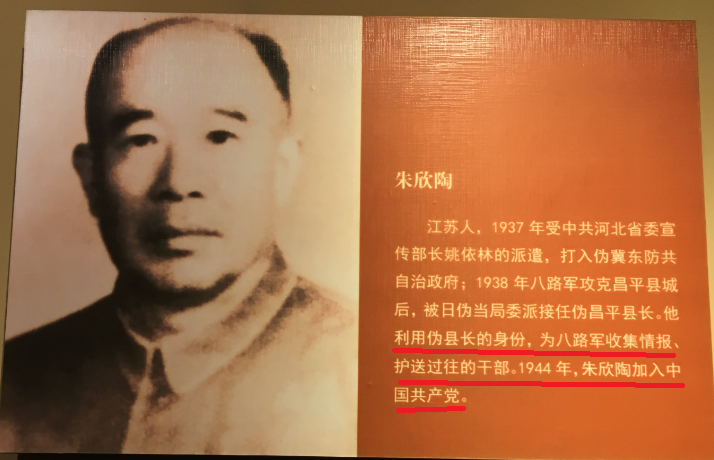 朱欣陶
江苏人，1937 年受中共河北省委宣
传部长姚依林的派遣，打入伪冀东防共
自治政府；1938 年八路军攻克昌平县城
后，被日伪当局委派接任伪昌平县长。他
利用伪县长的身份，为八路军收集情报、
护送过往的干部。1944 年，朱欣陶加入中
国共产党。